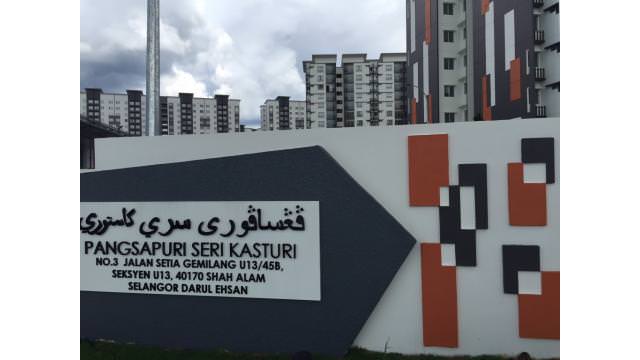 ڤڠساڤوري سري کاستوري
PANGSAPURI SERI KASTURI
NO.3 JALAN SETIA GEMILANG U13/45B,
SEKSYEN U13, 40170 SHAH ALAM
SELANGOR DARUL EHSAN